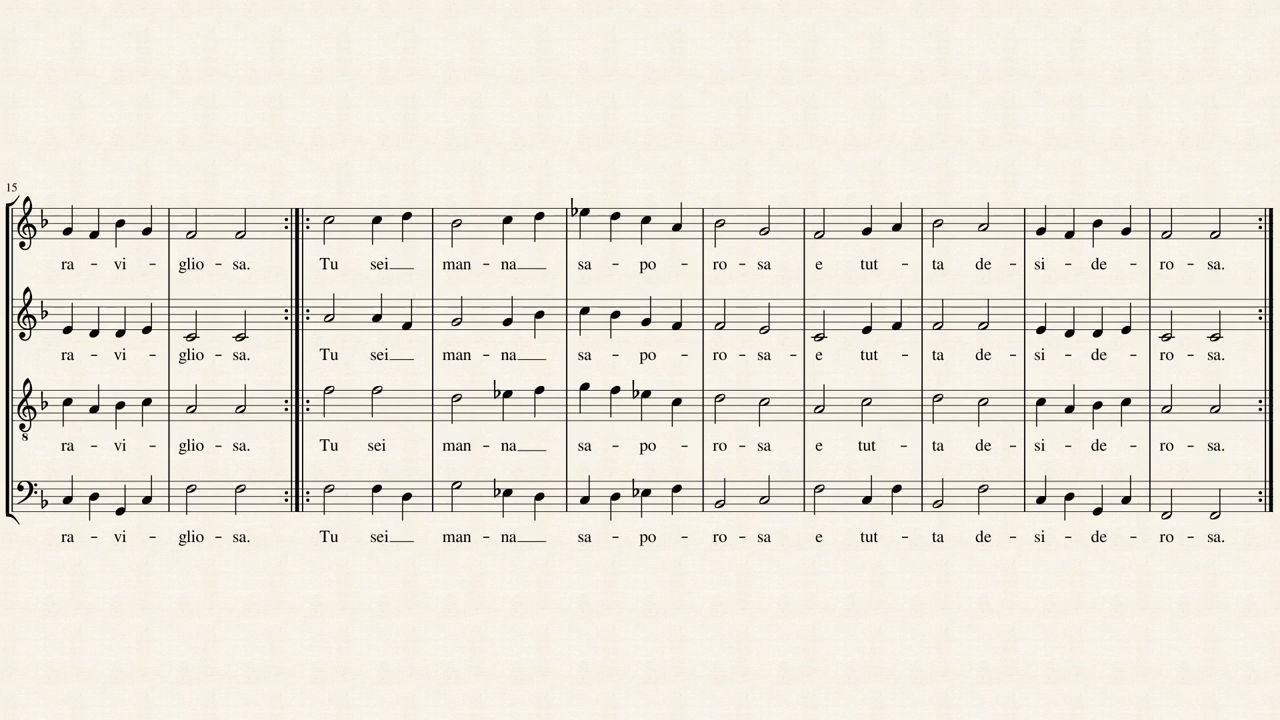 15
ra - vi - glio - sa. Tu sei man - na sa - po - ro - sa e tut - ta de - si - de - ro - sa.
ra - vi - glio - sa. Tu sei man - na sa - po - ro - sa - e tut - ta de - si - de - ro - sa.
8
ra - vi - glio - sa. Tu sei man - na sa - po - ro - sa e tut - ta de - si - de - ro - sa.
ra - vi - glio - sa. Tu sei man - na sa - po - ro - sa e tut - ta de - si - de - ro - sa.